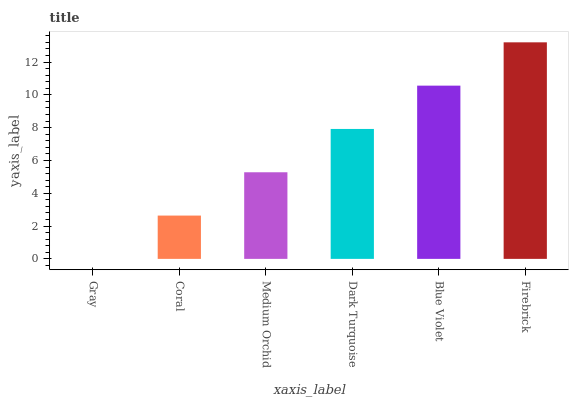 title
yaxis_label
12
10
8
6
4
2
0
Gray
Coral
Medium Orchid
Dark Turquoise
Blue Violet
Firebrick
xaxis_label